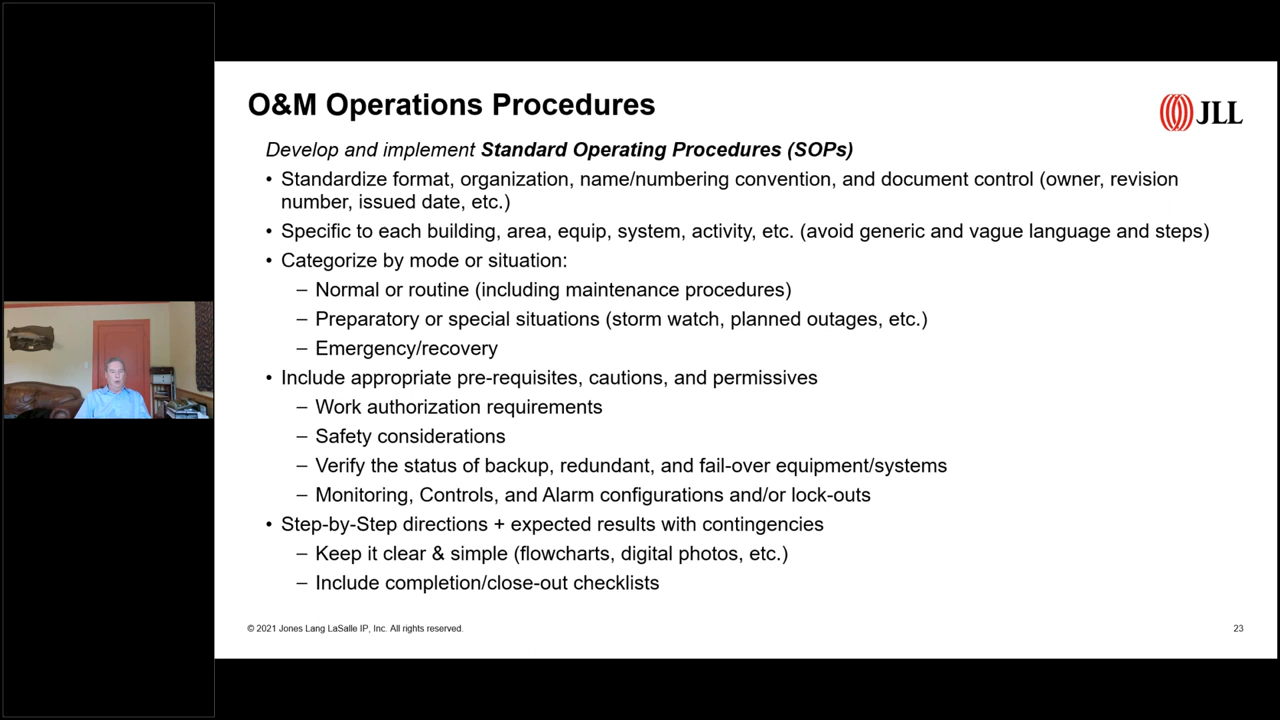 O&M Operations Procedures
JLL
Develop and implement Standard Operating Procedures (SOPs)
• Standardize format, organization, name/numbering convention, and document control (owner, revision
number, issued date, etc.)
• Specific to each building, area, equip, system, activity, etc. (avoid generic and vague language and steps)
• Categorize by mode or situation:
– Normal or routine (including maintenance procedures)
– Preparatory or special situations (storm watch, planned outages, etc.)
– Emergency/recovery
• Include appropriate pre-requisites, cautions, and permissives
– Work authorization requirements
– Safety considerations
– Verify the status of backup, redundant, and fail-over equipment/systems
– Monitoring, Controls, and Alarm configurations and/or lock-outs
• Step-by-Step directions + expected results with contingencies
– Keep it clear & simple (flowcharts, digital photos, etc.)
– Include completion/close-out checklists
© 2021 Jones Lang LaSalle IP, Inc. All rights reserved.
23